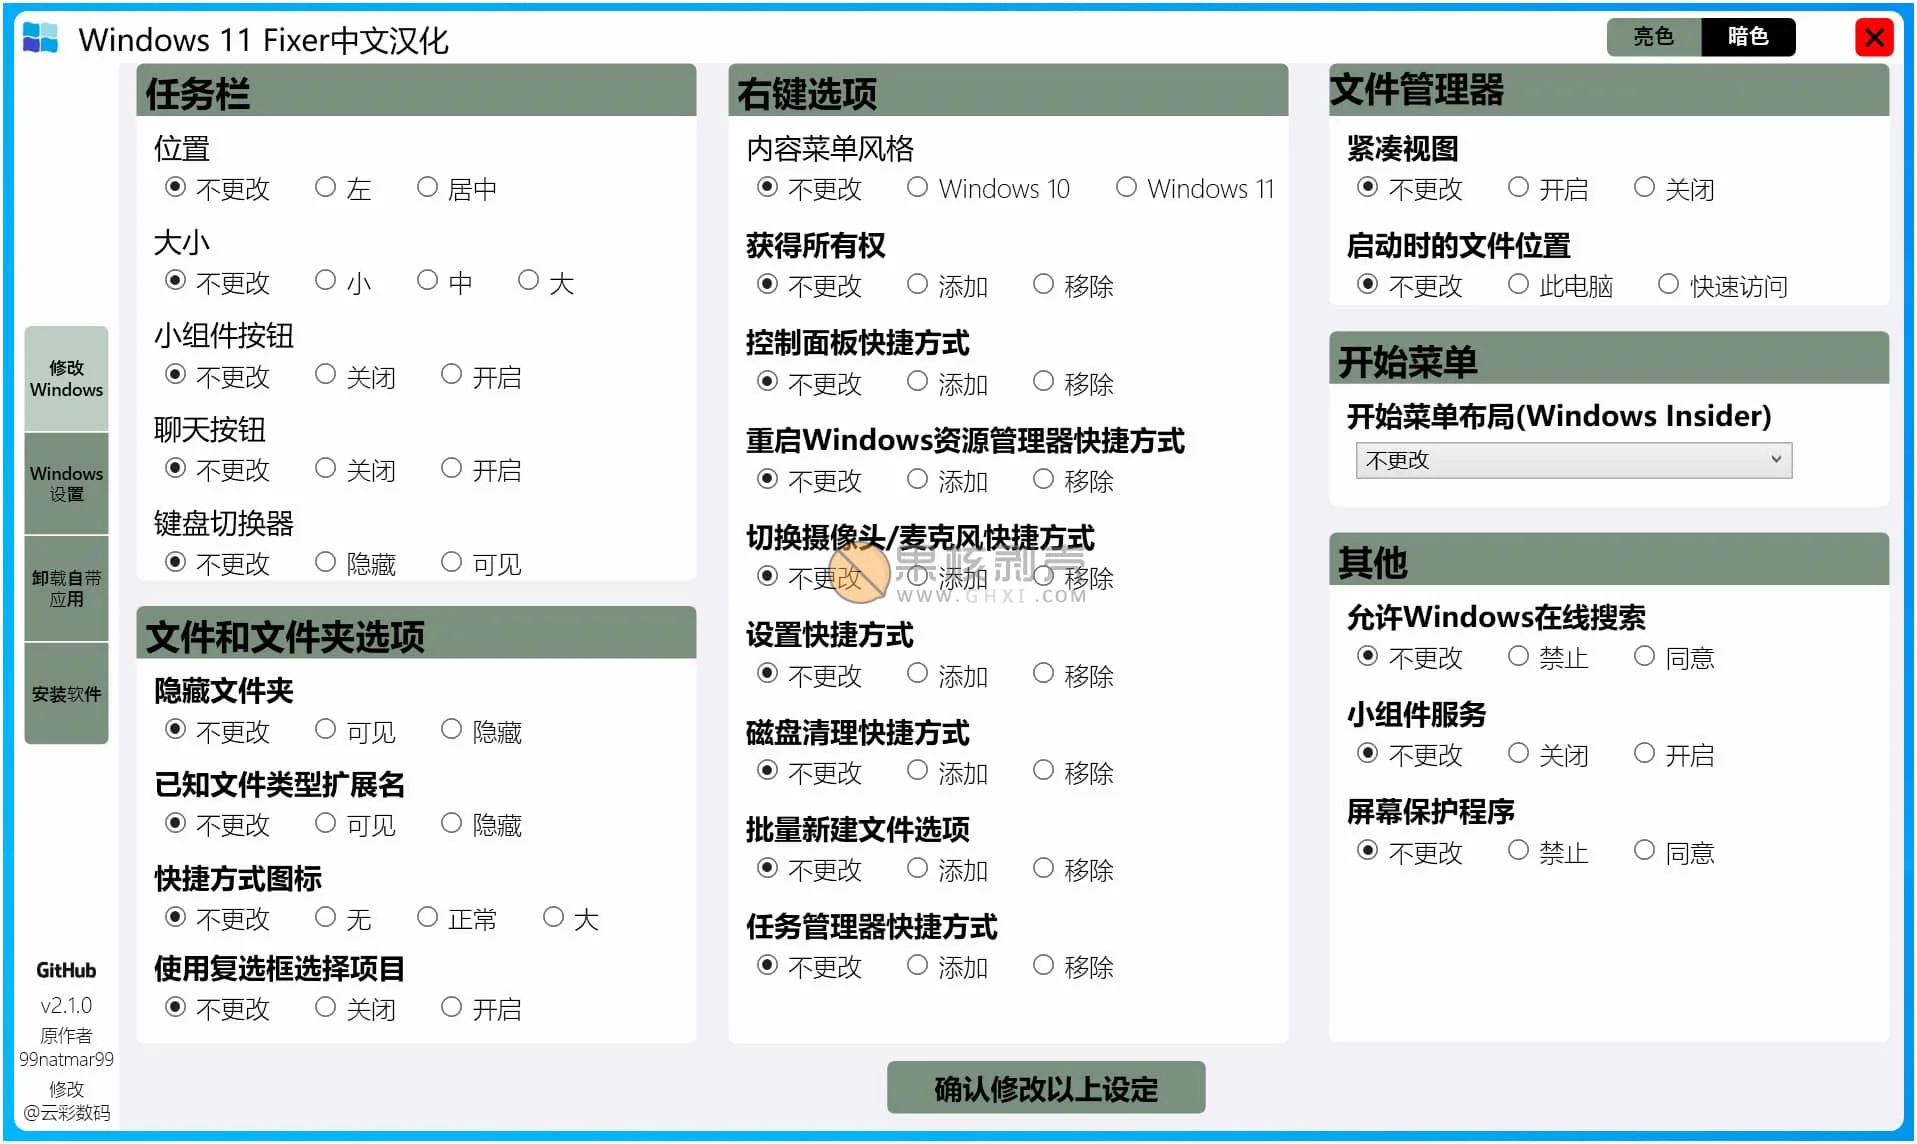 Windows 11 Fixer中文汉化
亮色 暗色
修改
Windows
Windows
设置
卸载自带
应用
安装软件
GitHub
v2.1.0
原作者
99natmar99
修改
@云彩数码
任务栏
位置
不更改 左 居中
大小
不更改 小 中 大
小组件按钮
不更改 关闭 开启
聊天按钮
不更改 关闭 开启
键盘切换器
不更改 隐藏 可见
文件和文件夹选项
隐藏文件夹
不更改 可见 隐藏
已知文件类型扩展名
不更改 可见 隐藏
快捷方式图标
不更改 无 正常 大
使用复选框选择项目
不更改 关闭 开启
右键选项
内容菜单风格
不更改 Windows 10 Windows 11
获得所有权
不更改 添加 移除
控制面板快捷方式
不更改 添加 移除
重启Windows资源管理器快捷方式
不更改 添加 移除
切换摄像头/麦克风快捷方式
不更改 添加 移除
果核剥壳
WWW.GHXI.COM
设置快捷方式
不更改 添加 移除
磁盘清理快捷方式
不更改 添加 移除
批量新建文件选项
不更改 添加 移除
任务管理器快捷方式
不更改 添加 移除
文件管理器
紧凑视图
不更改 开启 关闭
启动时的文件位置
不更改 此电脑 快速访问
开始菜单
开始菜单布局(Windows Insider)
不更改
其他
允许Windows在线搜索
不更改 禁止 同意
小组件服务
不更改 关闭 开启
屏幕保护程序
不更改 禁止 同意
确认修改以上设定